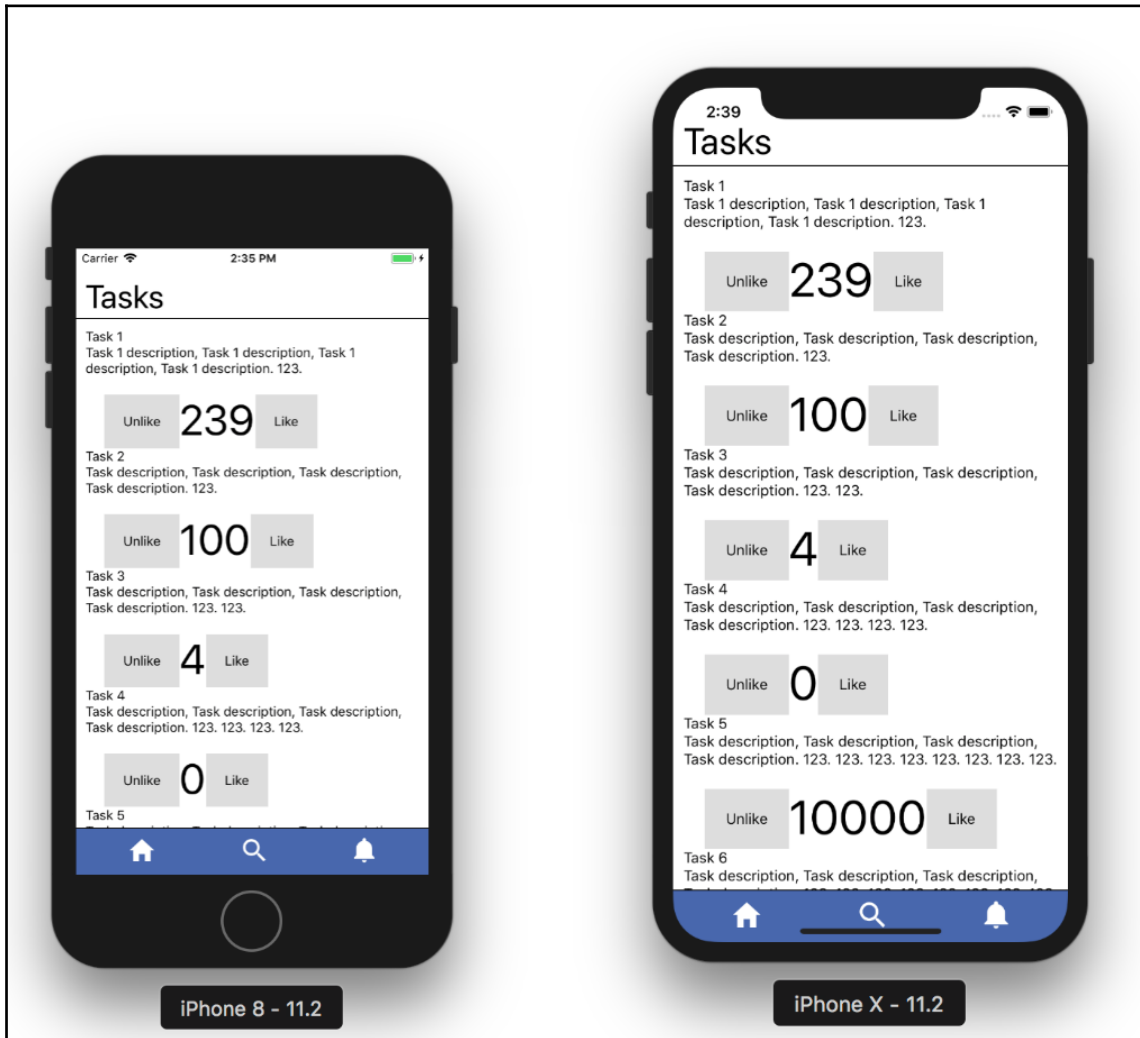 Carrier
2:35 PM
Tasks
Task 1
Task 1 description, Task 1 description, Task 1
description, Task 1 description. 123.
Unlike 239 Like
Task 2
Task description, Task description, Task description,
Task description. 123.
Unlike 100 Like
Task 3
Task description, Task description, Task description,
Task description. 123. 123.
Unlike 4 Like
Task 4
Task description, Task description, Task description,
Task description. 123. 123. 123. 123.
Unlike 0 Like
Task 5
iPhone 8 - 11.2
2:39
Tasks
Task 1
Task 1 description, Task 1 description, Task 1
description, Task 1 description. 123.
Unlike 239 Like
Task 2
Task description, Task description, Task description,
Task description. 123.
Unlike 100 Like
Task 3
Task description, Task description, Task description,
Task description. 123. 123.
Unlike 4 Like
Task 4
Task description, Task description, Task description,
Task description. 123. 123. 123. 123.
Unlike 0 Like
Task 5
Task description, Task description, Task description,
Task description. 123. 123. 123. 123. 123. 123. 123. 123.
Unlike 10000 Like
Task 6
Task description, Task description, Task description,
iPhone X - 11.2